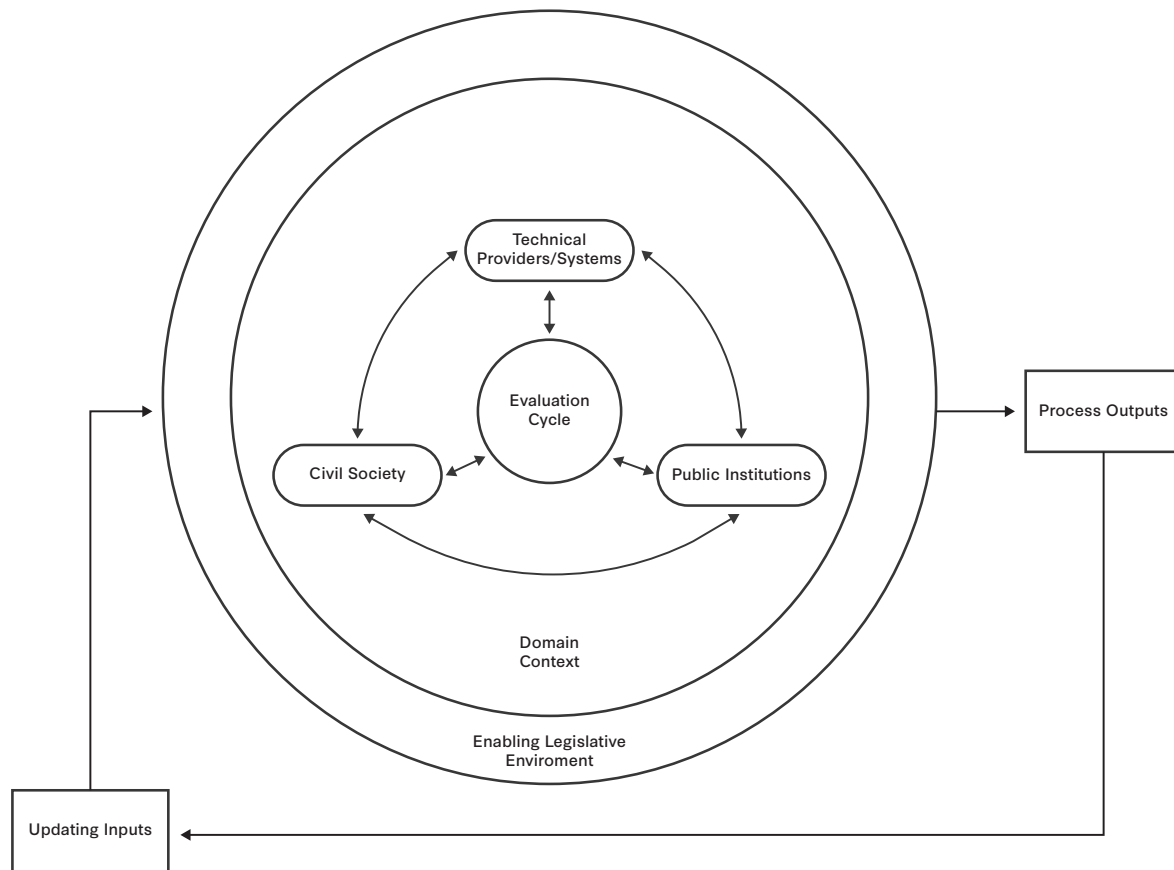 Technical
Providers/Systems
Evaluation
Cycle
Process Outputs
Civil Society
Public Institutions
Domain
Context
Enabling Legislative
Enviroment
Updating Inputs